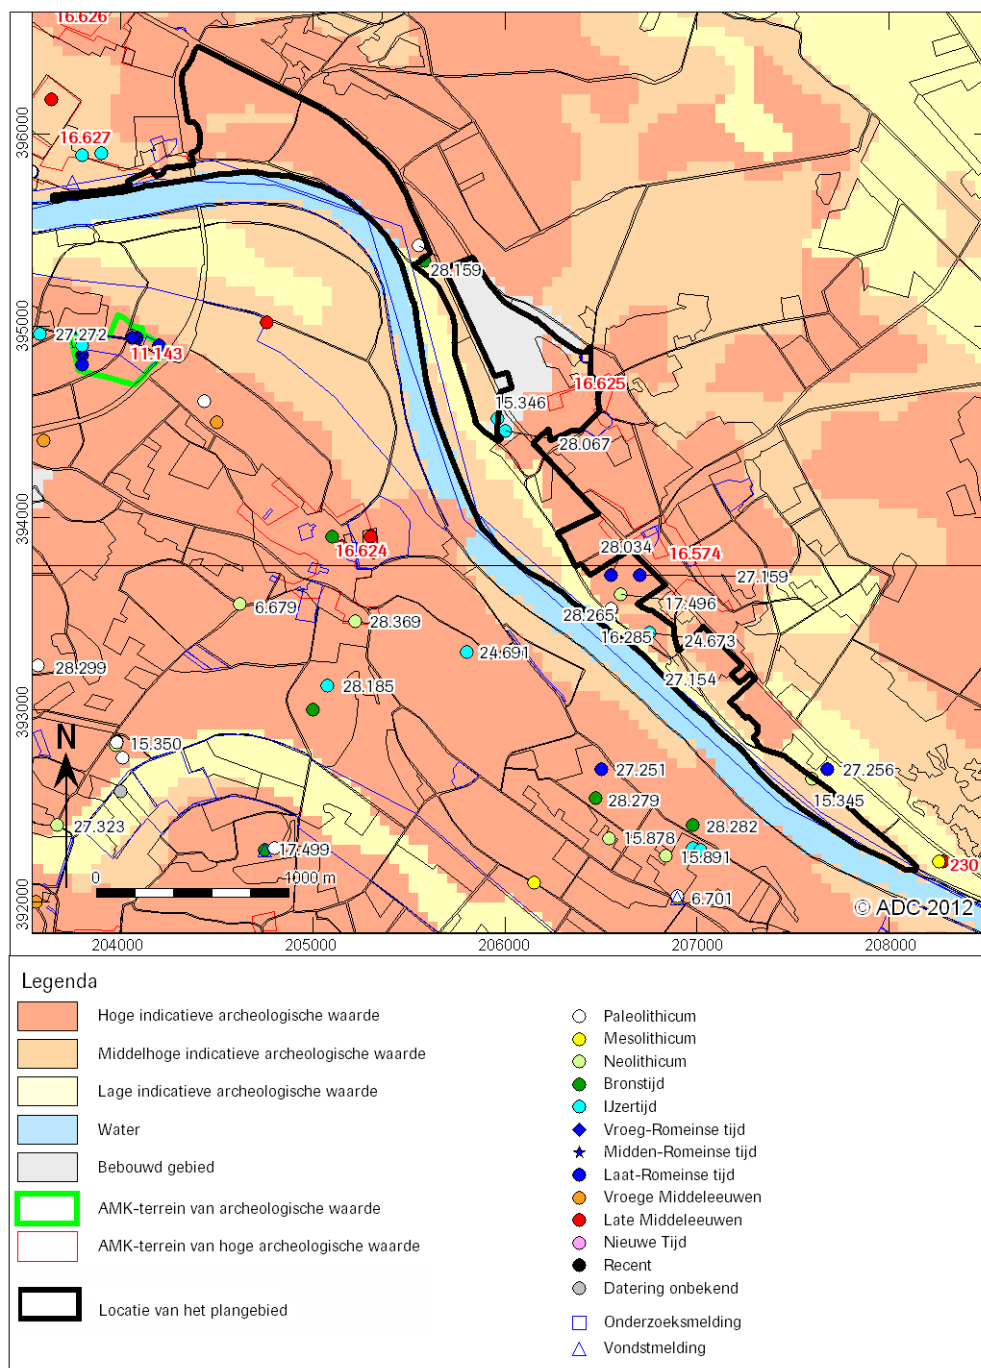 16.626
396000
16.627
28.159
395000
27.272
11.143
16.625
15.346
28.067
394000
16.624
28.034
16.574
27.159
6.679
28.369
28.265
17.496
16.285
24.673
28.299
24.691
27.154
28.185
393000
N
15.350
27.251
27.256
15.345
28.279
27.323
28.282
15.878
17.499
15.891
0
1000 m
6.701
230
392000
© ADC 2012
204000 205000 206000 207000 208000
Legenda
Hoge indicatieve archeologische waarde
Middelhoge indicatieve archeologische waarde
Lage indicatieve archeologische waarde
Water
Bebouwd gebied
AMK-terrein van archeologische waarde
AMK-terrein van hoge archeologische waarde
Locatie van het plangebied
Paleolithicum
Mesolithicum
Neolithicum
Bronstijd
IJzertijd
Vroeg-Romeinse tijd
Midden-Romeinse tijd
Laat-Romeinse tijd
Vroege Middeleeuwen
Late Middeleeuwen
Nieuwe Tijd
Recent
Datering onbekend
Onderzoeksmelding
Vondstmelding